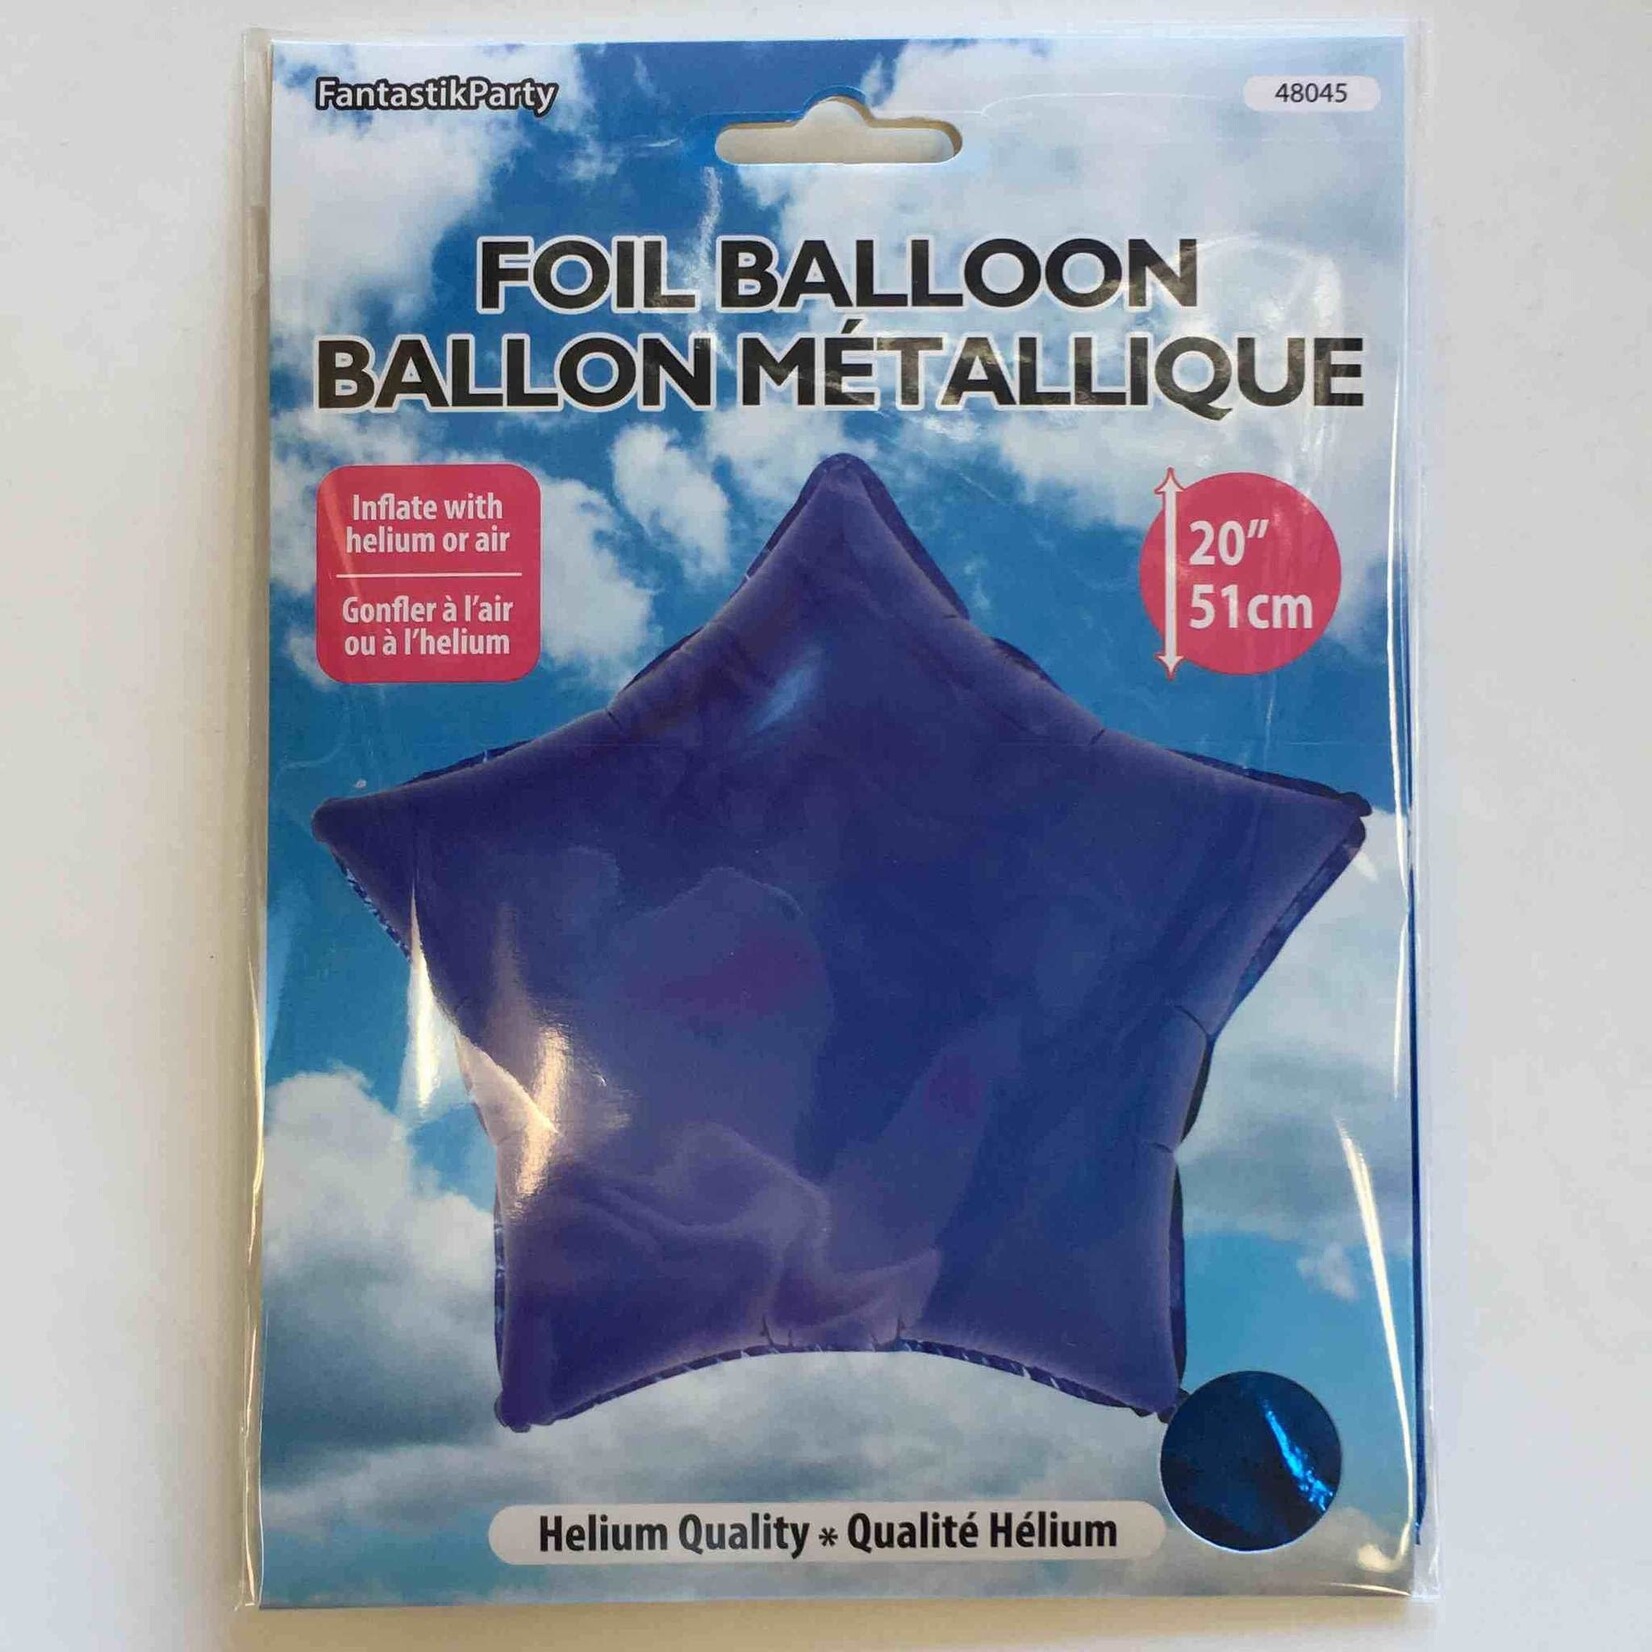 FantastikParty
48045
FOIL BALLOON
BALLON MÉTALLIQUE
Inflate with
helium or air
Gonfler à l'air
ou à l'helium
20"
51cm
Helium Quality * Qualité Hélium